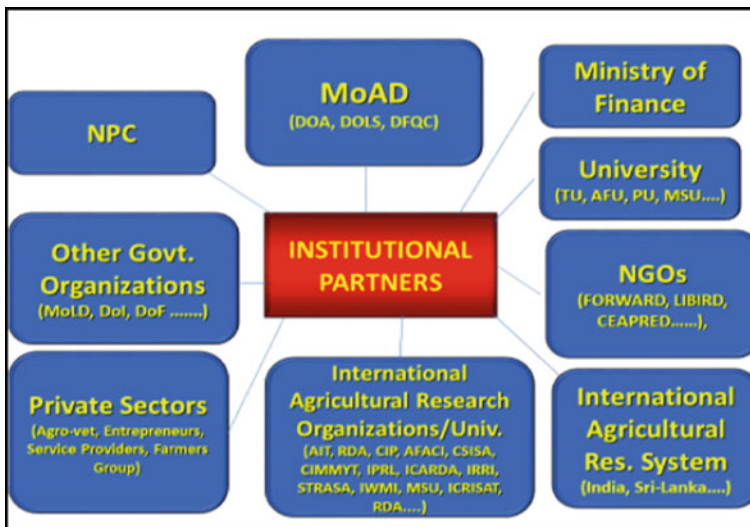 MoAD
(DOA, DOLS, DFQC)
Ministry of
Finance
NPC
University
(TU, AFU, PU, MSU....)
INSTITUTIONAL
PARTNERS
Other Govt.
Organizations
(MoLD, DoI, DoF .......)
NGOs
(FORWARD, LIBIRD,
CEAPRED......),
Private Sectors
(Agro-vet, Entrepreneurs,
Service Providers, Farmers
Group)
International
Agricultural Research
Organizations/Univ.
(AIT, RDA, CIP, AFACI, CSISA,
CIMMYT, IPRL, ICARDA, IRRI,
STRASA, IWMI, MSU, ICRISAT,
RDA....)
International
Agricultural
Res. System
(India, Sri-Lanka....)